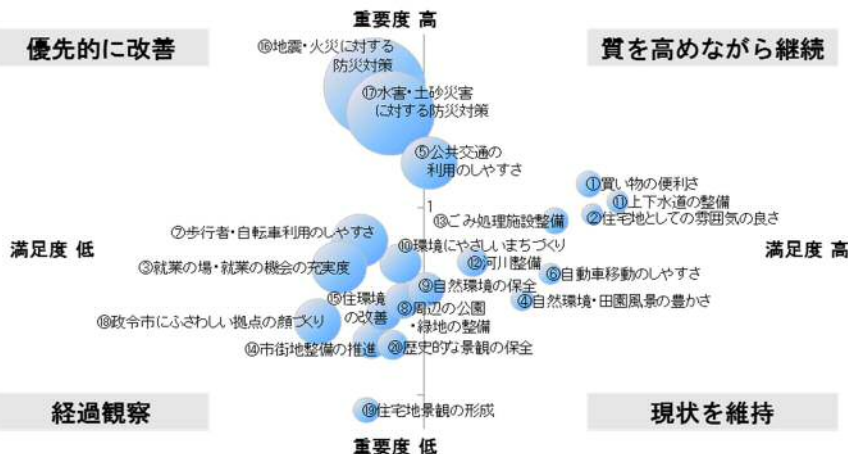 重要度 高
優先的に改善
質を高めながら継続
⑯地震・火災に対する
防災対策
⑰水害・土砂災害
に対する防災対策
⑤公共交通の
利用のしやすさ
①買い物の便利さ
⑪上下水道の整備
②住宅地としての雰囲気の良さ
1
⑬ごみ処理施設整備
⑦歩行者・自転車利用のしやすさ
⑩環境にやさしいまちづくり
満足度 低
満足度 高
③就業の場・就業の機会の充実度
⑫河川整備
⑥自動車移動のしやすさ
⑨自然環境の保全
④自然環境・田園風景の豊かさ
⑮住環境
の改善
⑧周辺の公園
・緑地の整備
⑱政令市にふさわしい拠点の顔づくり
⑭市街地整備の推進
⑳歴史的な景観の保全
経過観察
⑲住宅地景観の形成
現状を維持
重要度 低